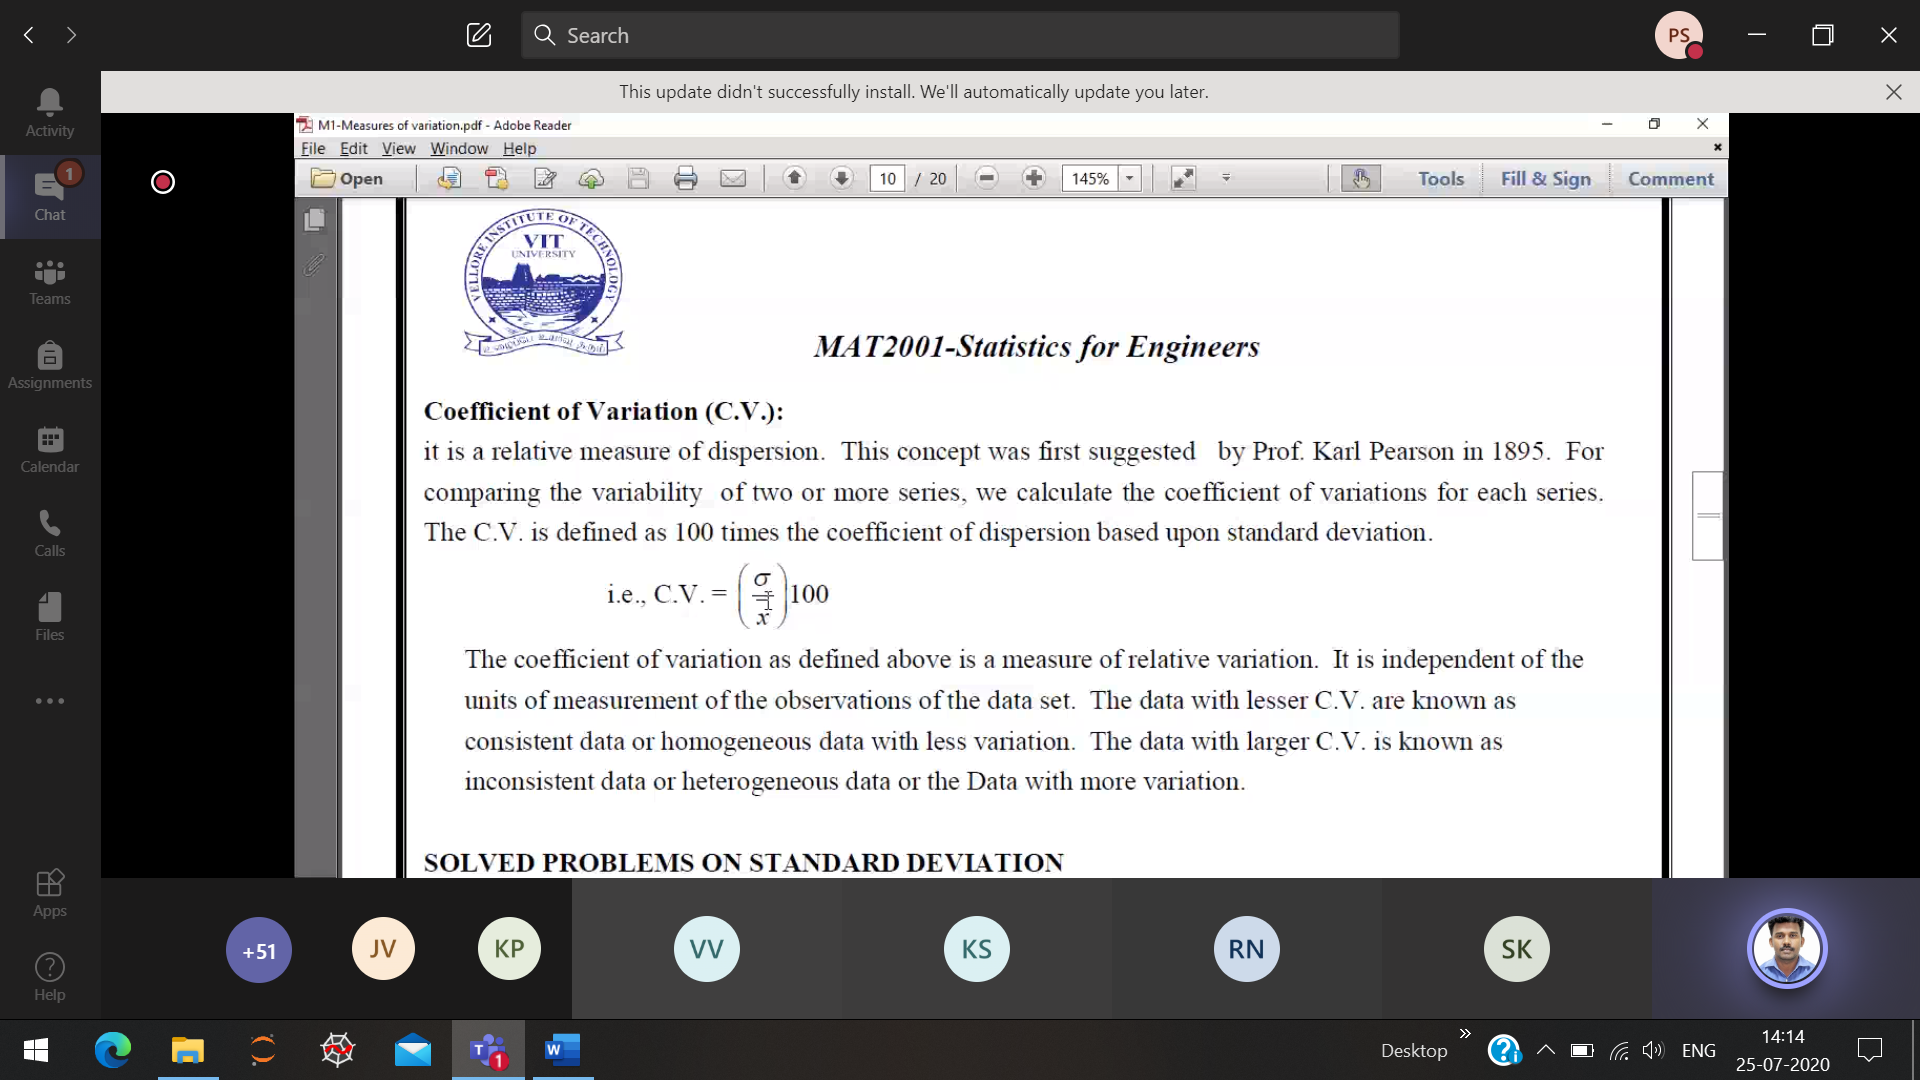 Search
PS
This update didn't successfully install. We'll automatically update you later.
Activity
1
Chat
Teams
Assignments
Calendar
Calls
Files
Apps
Help
M1-Measures of variation.pdf - Adobe Reader
File Edit View Window Help
Open 10 / 20 145% Tools Fill & Sign Comment
VELLORE INSTITUTE OF TECHNOLOGY
VIT
UNIVERSITY
MAT2001-Statistics for Engineers
Coefficient of Variation (C.V.):
it is a relative measure of dispersion. This concept was first suggested by Prof. Karl Pearson in 1895. For
comparing the variability of two or more series, we calculate the coefficient of variations for each series.
The C.V. is defined as 100 times the coefficient of dispersion based upon standard deviation.
i.e., C.V. = (σ/x̄)100
The coefficient of variation as defined above is a measure of relative variation. It is independent of the
units of measurement of the observations of the data set. The data with lesser C.V. are known as
consistent data or homogeneous data with less variation. The data with larger C.V. is known as
inconsistent data or heterogeneous data or the Data with more variation.
SOLVED PROBLEMS ON STANDARD DEVIATION
+51 JV KP VV KS RN SK
T 1 W Desktop ENG 14:14
25-07-2020